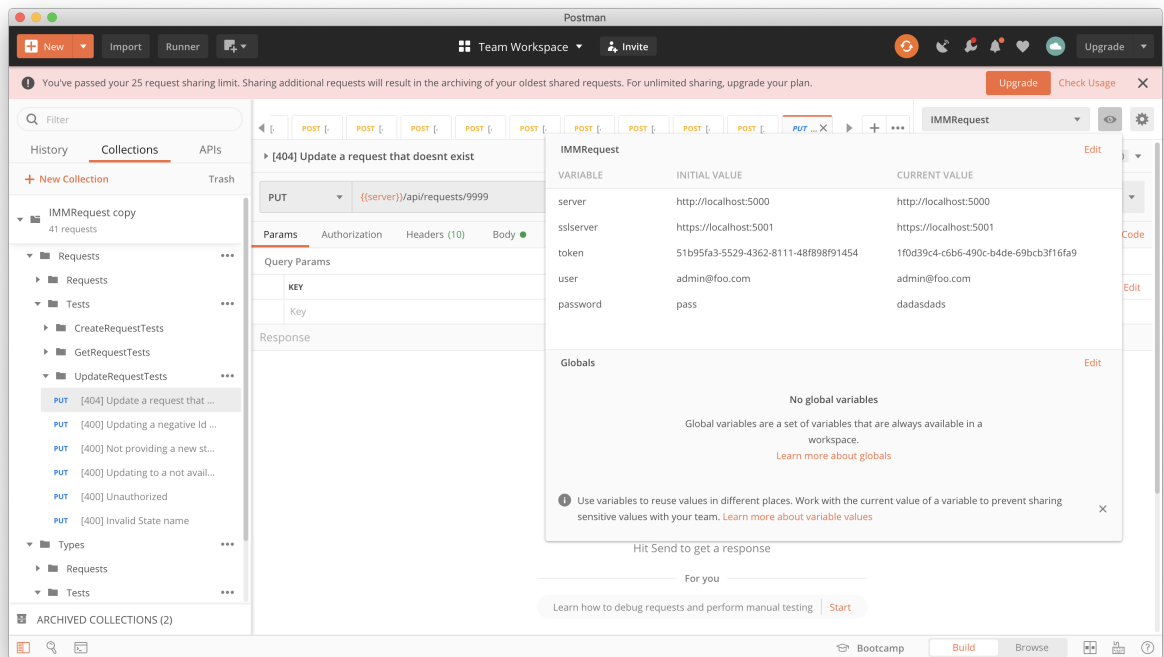 Postman
New
Import
Runner
Team Workspace
Invite
Upgrade
You've passed your 25 request sharing limit. Sharing additional requests will result in the archiving of your oldest shared requests. For unlimited sharing, upgrade your plan.
Upgrade
Check Usage
Filter
History
Collections
APIs
New Collection
Trash
IMMRequest copy
41 requests
Requests
Requests
Tests
CreateRequestTests
GetRequestTests
UpdateRequestTests
PUT [404] Update a request that ...
PUT [400] Updating a negative Id ...
PUT [400] Not providing a new st...
PUT [400] Updating to a not avail...
PUT [400] Unauthorized
PUT [400] Invalid State name
Types
Requests
Tests
ARCHIVED COLLECTIONS (2)
POST [· POST [· POST [· POST [· POST [· POST [· POST [· POST [· POST [· PUT ...
IMMRequest
[404] Update a request that doesnt exist
PUT
{{server}}/api/requests/9999
Params
Authorization
Headers (10)
Body
Code
Query Params
KEY
Edit
Key
Response
IMMRequest
Edit
VARIABLE INITIAL VALUE CURRENT VALUE
server http://localhost:5000 http://localhost:5000
sslserver https://localhost:5001 https://localhost:5001
token 51b95fa3-5529-4362-8111-48f898f91454 1f0d39c4-c6b6-490c-b4de-69bcb3f16fa9
user admin@foo.com admin@foo.com
password pass dadasdads
Globals
Edit
No global variables
Global variables are a set of variables that are always available in a
workspace.
Learn more about globals
Use variables to reuse values in different places. Work with the current value of a variable to prevent sharing
sensitive values with your team. Learn more about variable values
Hit Send to get a response
For you
Learn how to debug requests and perform manual testing
Start
Bootcamp
Build
Browse